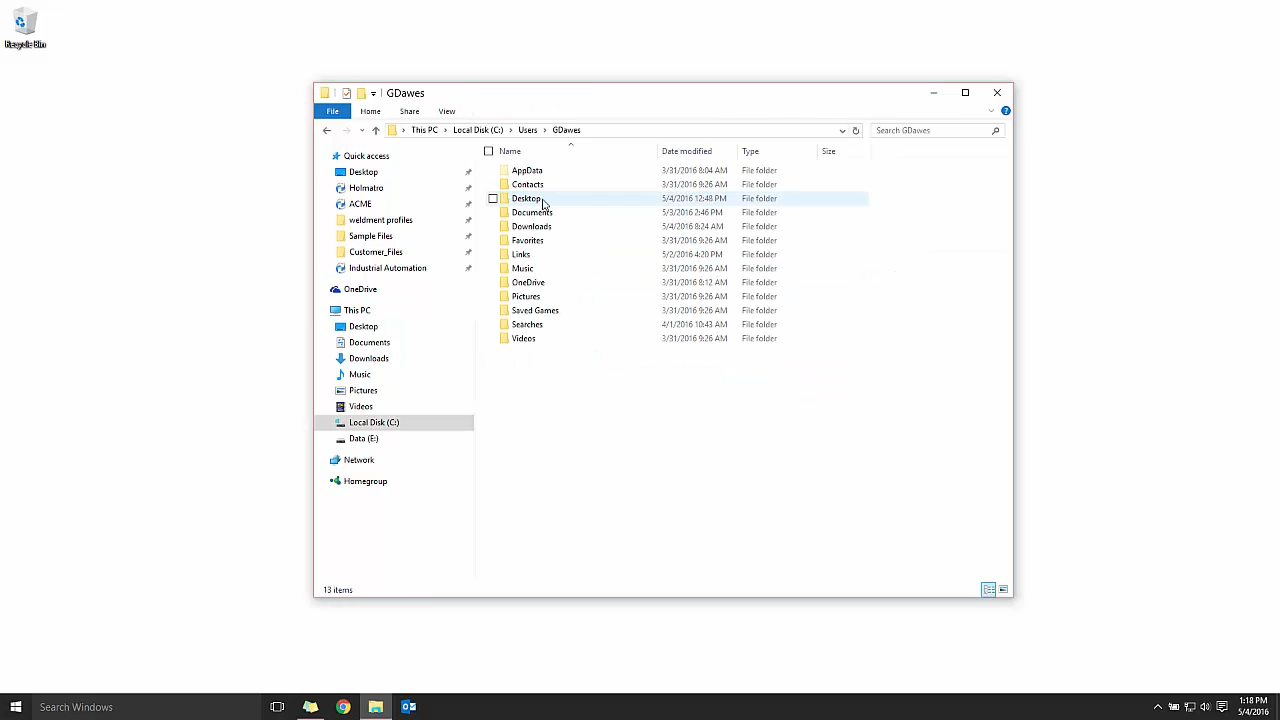 Recycle Bin
GDawes
File Home Share View
This PC Local Disk (C:) Users GDawes Search GDawes
Name Date modified Type Size
Quick access
Desktop
Holmatro
ACME
weldment profiles
Sample Files
Customer_Files
Industrial Automation
OneDrive
This PC
Desktop
Documents
Downloads
Music
Pictures
Videos
Local Disk (C:)
Data (E:)
Network
Homegroup
AppData 3/31/2016 8:04 AM File folder
Contacts 3/31/2016 9:26 AM File folder
Desktop 5/4/2016 12:48 PM File folder
Documents 5/3/2016 2:46 PM File folder
Downloads 5/4/2016 8:24 AM File folder
Favorites 3/31/2016 9:26 AM File folder
Links 5/2/2016 4:20 PM File folder
Music 3/31/2016 9:26 AM File folder
OneDrive 3/31/2016 8:12 AM File folder
Pictures 3/31/2016 9:26 AM File folder
Saved Games 3/31/2016 9:26 AM File folder
Searches 4/1/2016 10:43 AM File folder
Videos 3/31/2016 9:26 AM File folder
13 items
Search Windows
1:18 PM
5/4/2016